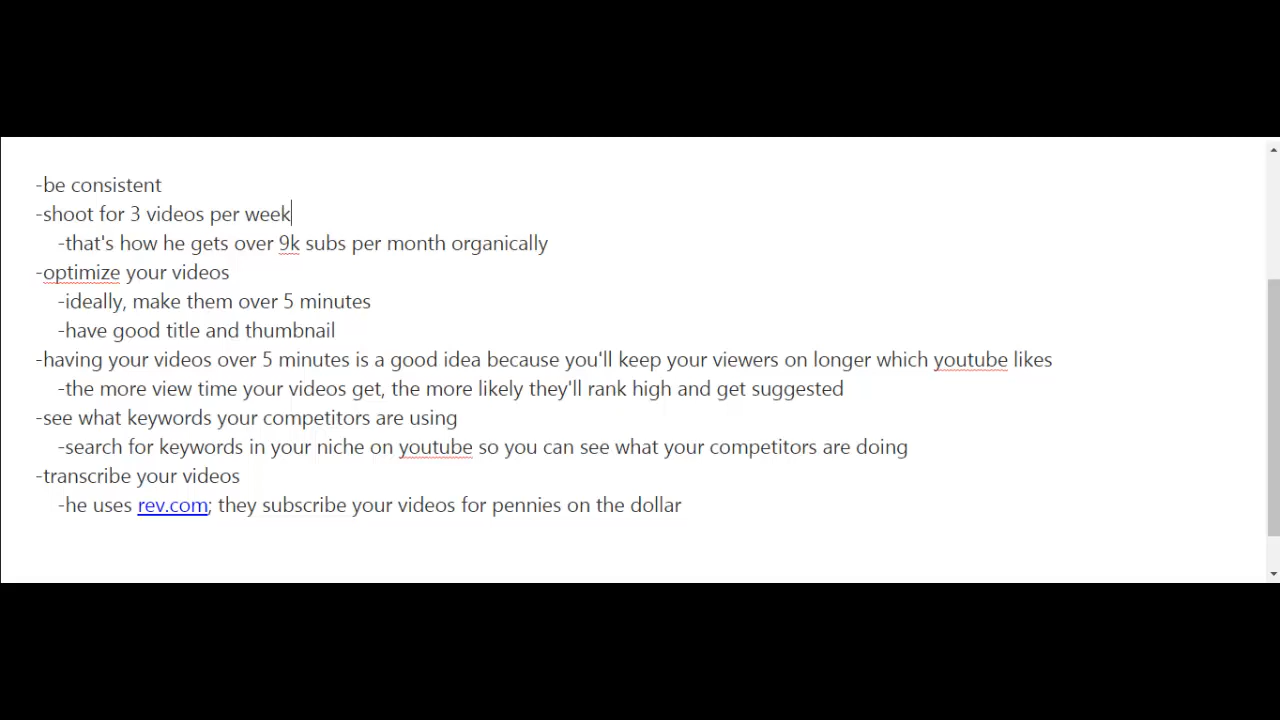 -be consistent
-shoot for 3 videos per week
-that's how he gets over 9k subs per month organically
-optimize your videos
-ideally, make them over 5 minutes
-have good title and thumbnail
-having your videos over 5 minutes is a good idea because you'll keep your viewers on longer which youtube likes
-the more view time your videos get, the more likely they'll rank high and get suggested
-see what keywords your competitors are using
-search for keywords in your niche on youtube so you can see what your competitors are doing
-transcribe your videos
-he uses rev.com; they subscribe your videos for pennies on the dollar